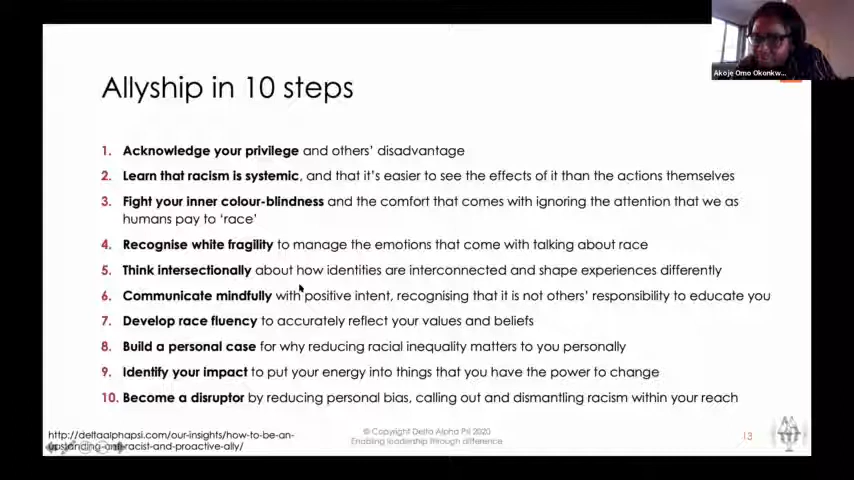 Akoje Omo Okonkw...
Allyship in 10 steps
1. Acknowledge your privilege and others' disadvantage
2. Learn that racism is systemic, and that it's easier to see the effects of it than the actions themselves
3. Fight your inner colour-blindness and the comfort that comes with ignoring the attention that we as
humans pay to 'race'
4. Recognise white fragility to manage the emotions that come with talking about race
5. Think intersectionally about how identities are interconnected and shape experiences differently
6. Communicate mindfully with positive intent, recognising that it is not others' responsibility to educate you
7. Develop race fluency to accurately reflect your values and beliefs
8. Build a personal case for why reducing racial inequality matters to you personally
9. Identify your impact to put your energy into things that you have the power to change
10. Become a disruptor by reducing personal bias, calling out and dismantling racism within your reach
http://deltaalphapsi.com/our-insights/how-to-be-an-
upstanding-anti-racist-and-proactive-ally/
© Copyright Delta Alpha Psi 2020
Enabling leadership through difference
13